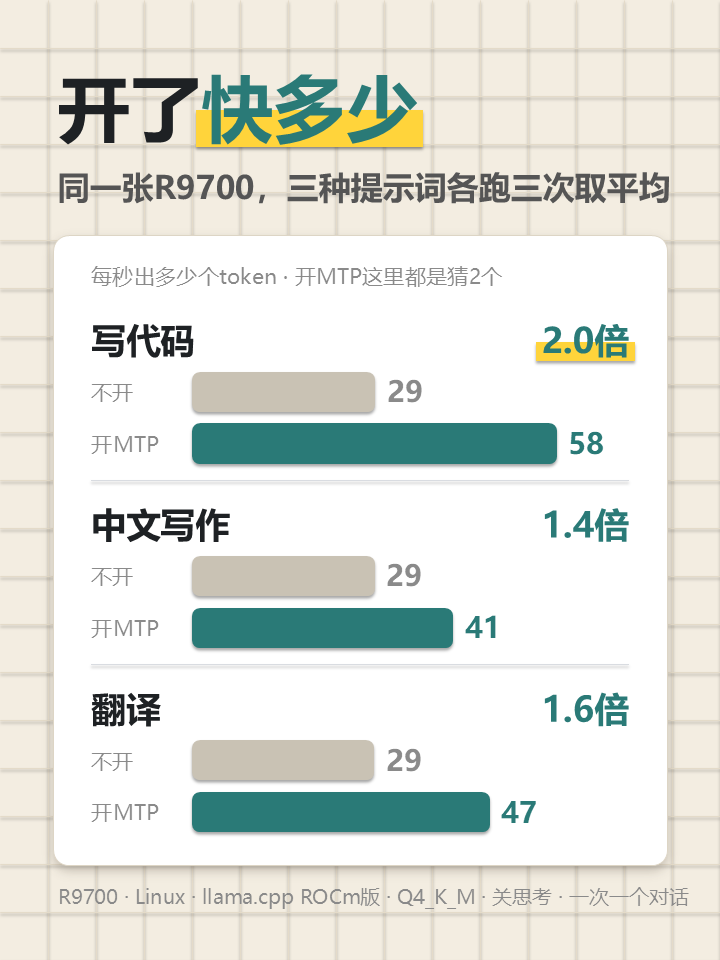 开了快多少
同一张R9700，三种提示词各跑三次取平均
每秒出多少个token · 开MTP这里都是猜2个
写代码 2.0倍
不开 29
开MTP 58
中文写作 1.4倍
不开 29
开MTP 41
翻译 1.6倍
不开 29
开MTP 47
R9700 · Linux · llama.cpp ROCm版 · Q4_K_M · 关思考 · 一次一个对话